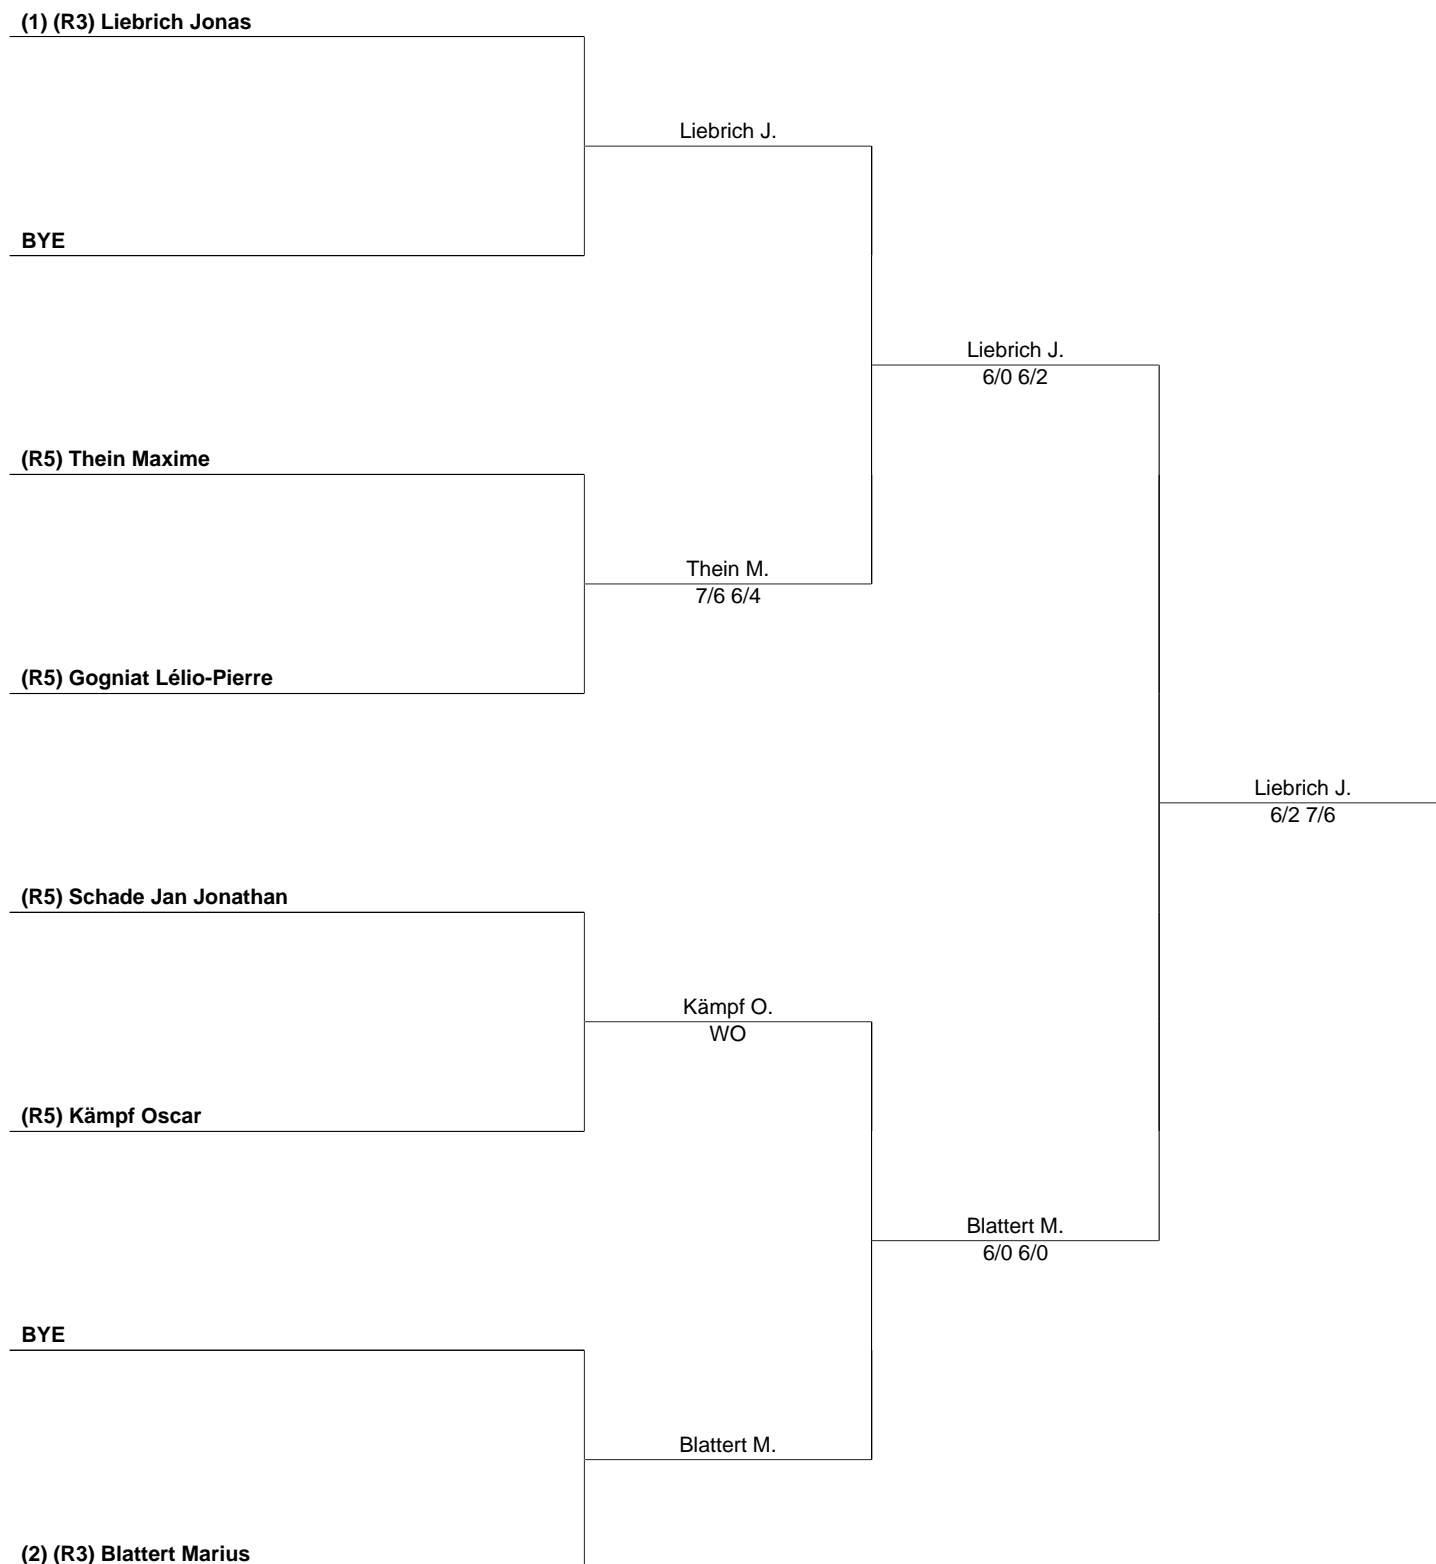 (1) (R3) Liebrich Jonas
Liebrich J.
BYE
Liebrich J.
6/0 6/2
(R5) Thein Maxime
Thein M.
7/6 6/4
(R5) Gogniat Lélio-Pierre
Liebrich J.
6/2 7/6
(R5) Schade Jan Jonathan
Kämpf O.
WO
(R5) Kämpf Oscar
Blattert M.
6/0 6/0
BYE
Blattert M.
(2) (R3) Blattert Marius